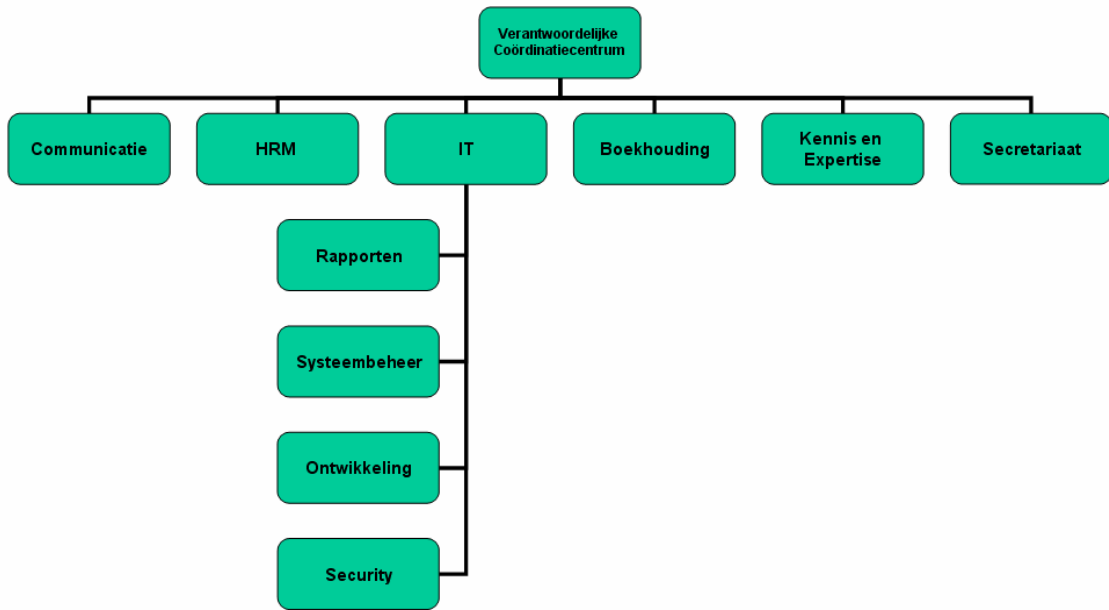 Verantwoordelijke
Coördinatiecentrum
Communicatie
HRM
IT
Boekhouding
Kennis en
Expertise
Secretariaat
Rapporten
Systeembeheer
Ontwikkeling
Security